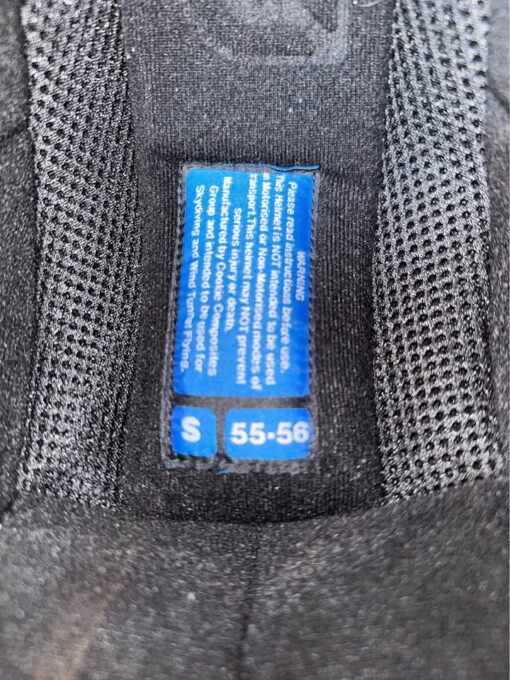 WARNING
Please read instructions before use.
This Helmet is NOT intended to be used
in Motorised or Non-Motorised modes of
transport. This helmet may NOT prevent
serious injury or death.
Manufactured by Cookie Composites
Group and intended to be used for
Skydiving and Wind Tunnel Flying.
S
55-56